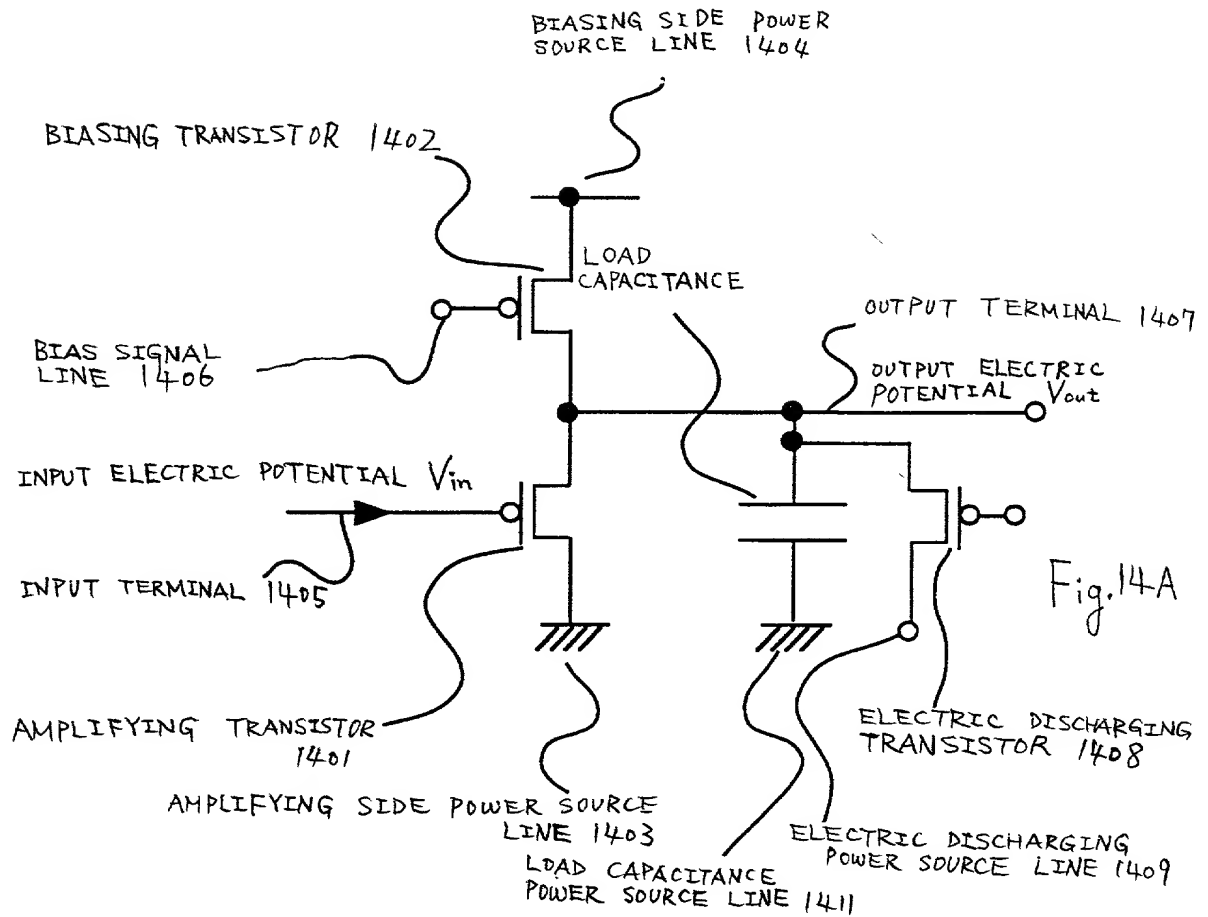 BIASING SIDE POWER
SOURCE LINE 1404
BIASING TRANSISTOR 1402
LOAD
CAPACITANCE
OUTPUT TERMINAL 1407
BIAS SIGNAL
LINE 1406
OUTPUT ELECTRIC
POTENTIAL Vout
INPUT ELECTRIC POTENTIAL Vin
INPUT TERMINAL 1405
Fig.14A
AMPLIFYING TRANSISTOR
1401
ELECTRIC DISCHARGING
TRANSISTOR 1408
AMPLIFYING SIDE POWER SOURCE
LINE 1403
ELECTRIC DISCHARGING
POWER SOURCE LINE 1409
LOAD CAPACITANCE
POWER SOURCE LINE 1411